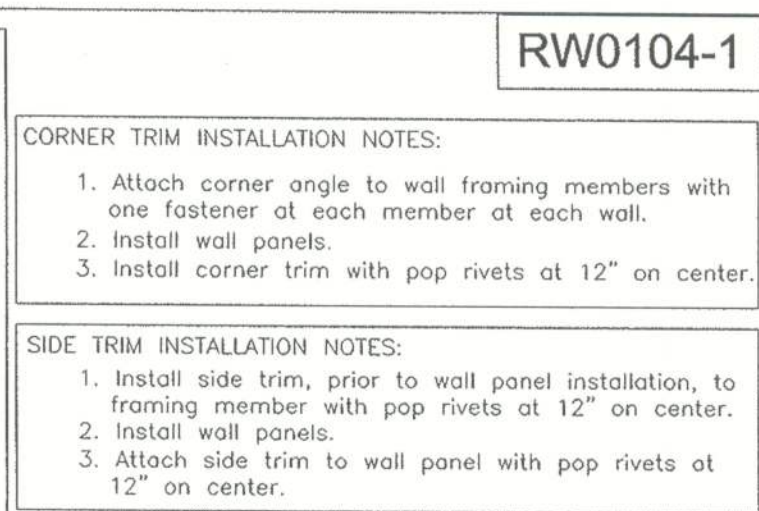 RW0104-1
CORNER TRIM INSTALLATION NOTES:
1. Attach corner angle to wall framing members with
one fastener at each member at each wall.
2. Install wall panels.
3. Install corner trim with pop rivets at 12" on center.
SIDE TRIM INSTALLATION NOTES:
1. Install side trim, prior to wall panel installation, to
framing member with pop rivets at 12" on center.
2. Install wall panels.
3. Attach side trim to wall panel with pop rivets at
12" on center.